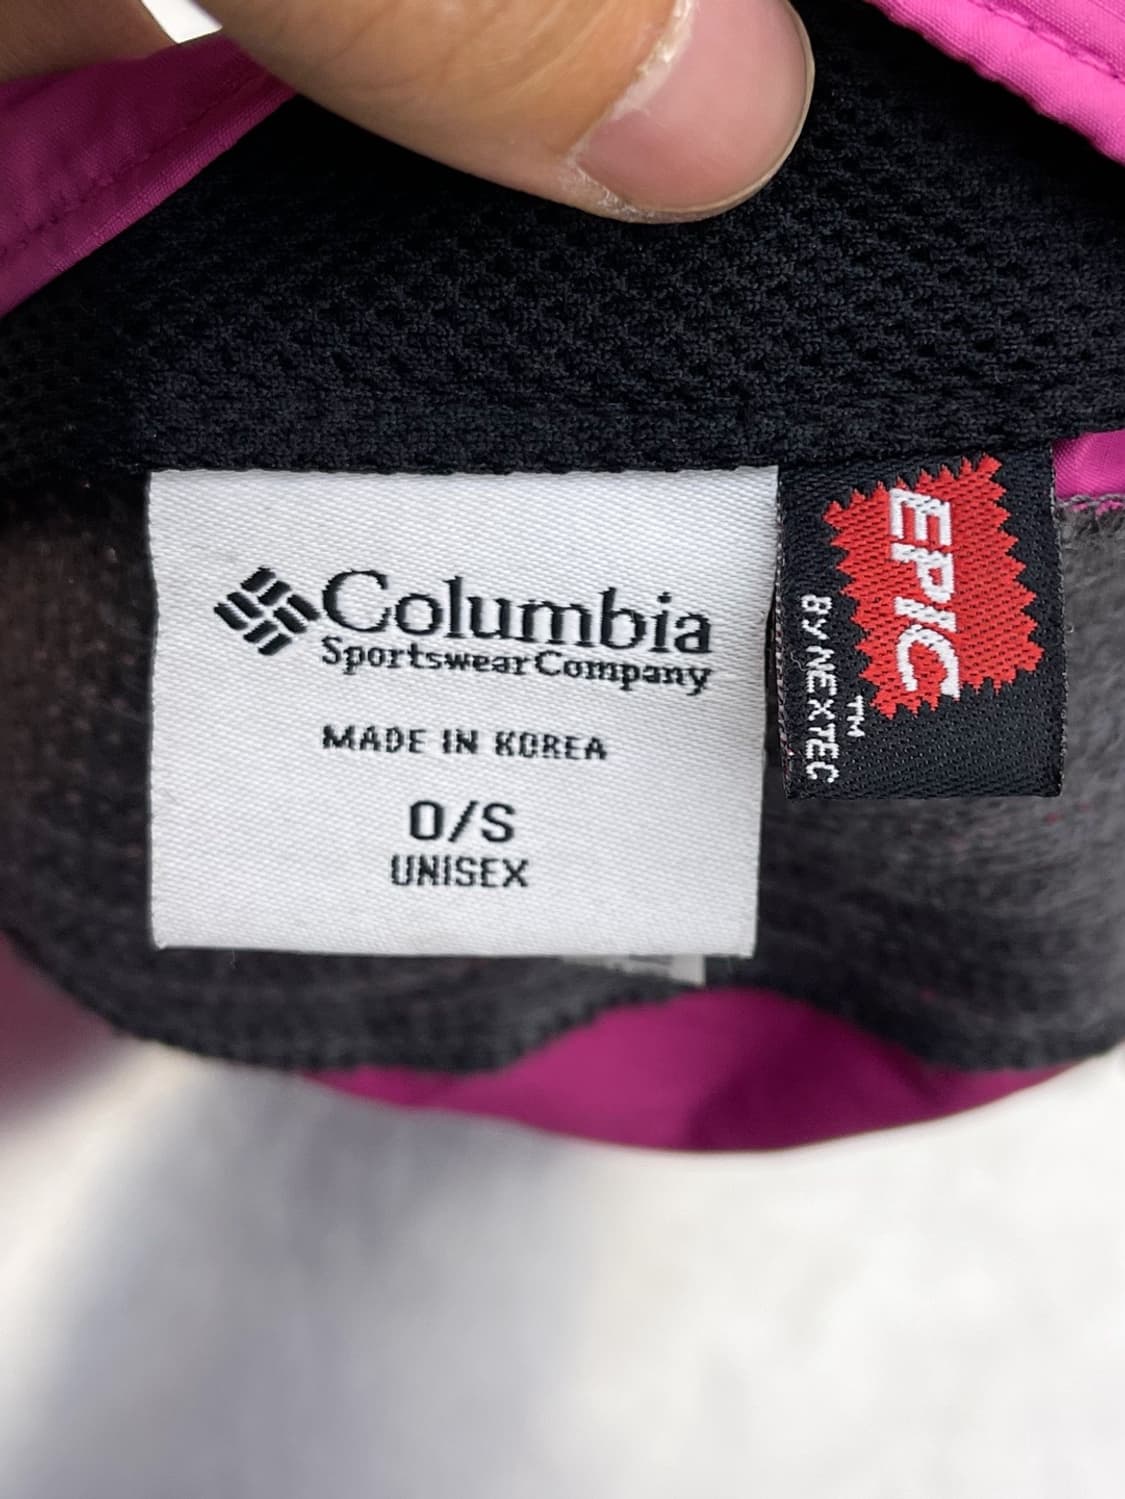 Columbia
Sportswear Company
MADE IN KOREA
O/S
UNISEX
EPIC
TM
By NEXTEC